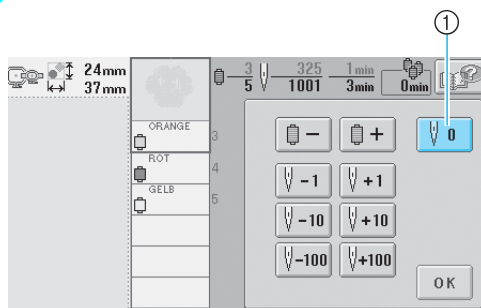 1
24mm
37mm
3 325 1min
5 1001 3min 0min
ORANGE 3
ROT 4
GELB 5
− + 0
−1 +1
−10 +10
−100 +100
OK